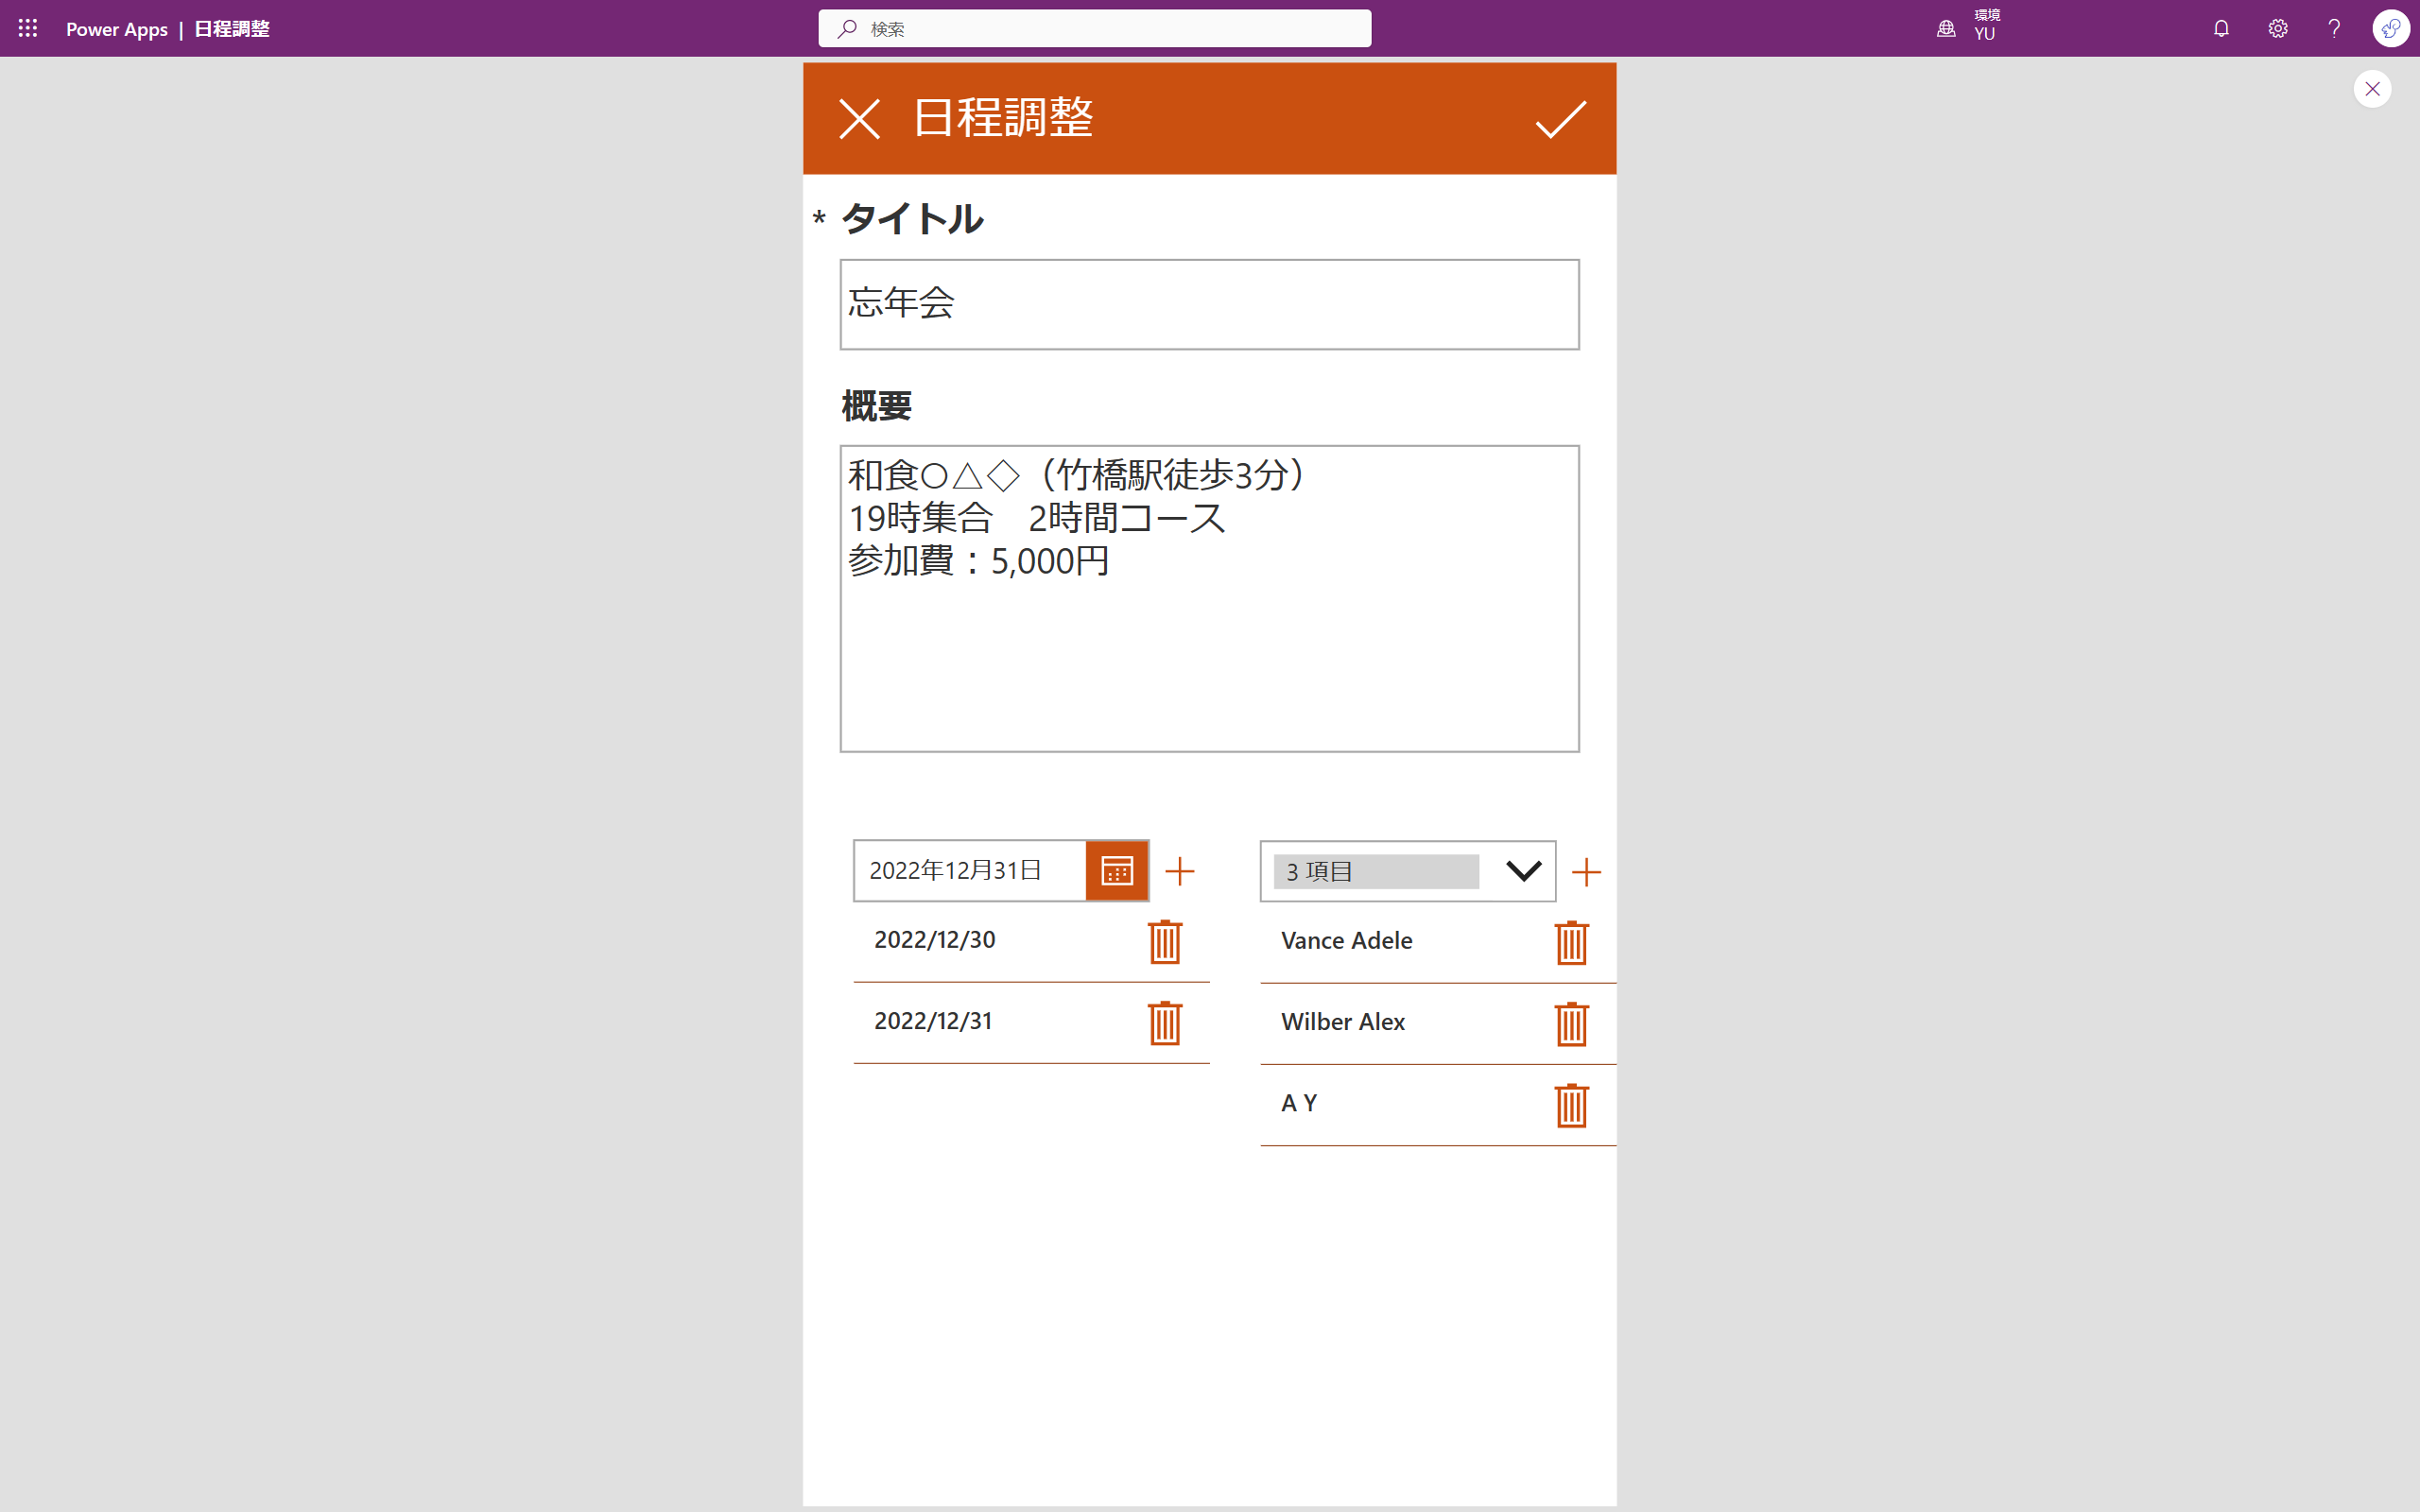 Power Apps | 日程調整
検索
環境
YU
日程調整
* タイトル
忘年会
概要
和食○△◇（竹橋駅徒歩3分）
19時集合　2時間コース
参加費：5,000円
2022年12月31日
3 項目
2022/12/30
Vance Adele
2022/12/31
Wilber Alex
A Y